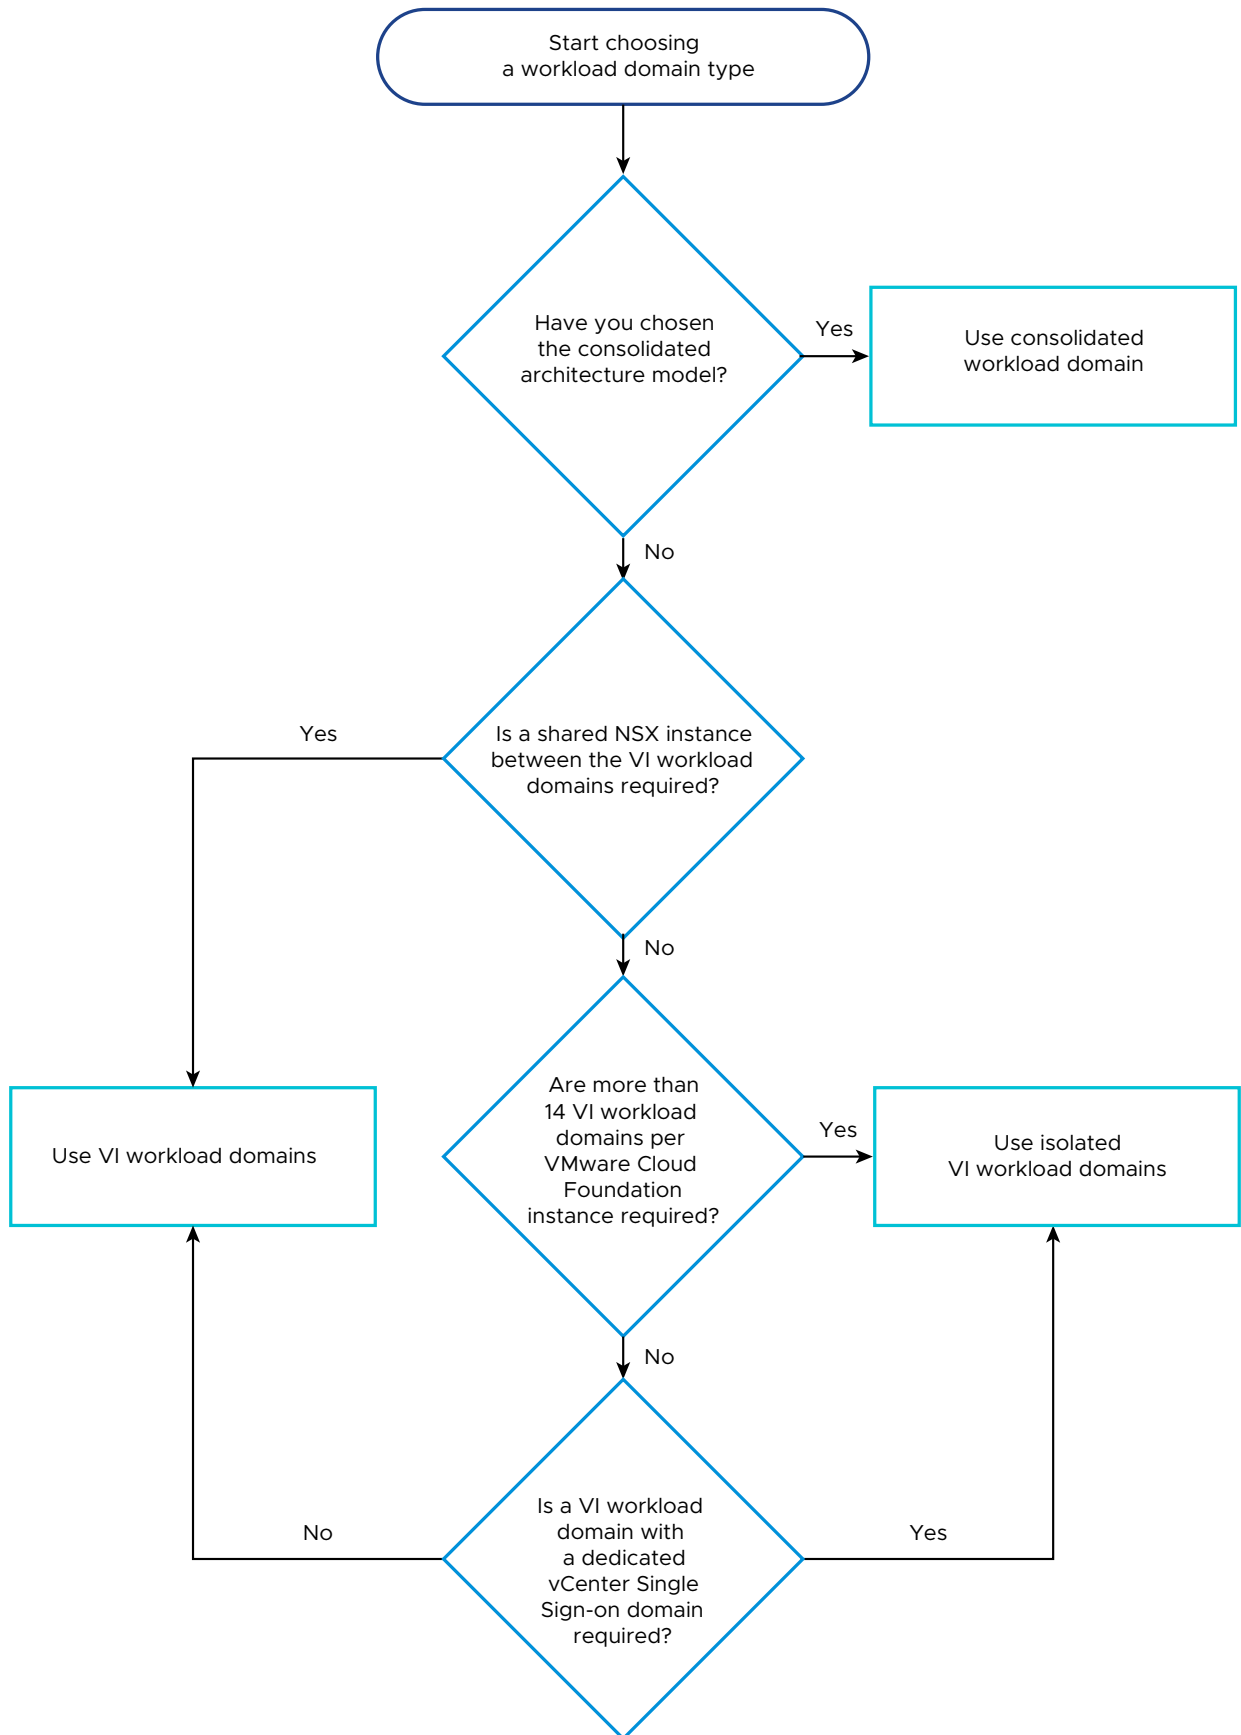 Start choosing
a workload domain type
Have you chosen
the consolidated
architecture model?
Yes
Use consolidated
workload domain
No
Is a shared NSX instance
between the VI workload
domains required?
Yes
No
Are more than
14 VI workload
domains per
VMware Cloud
Foundation
instance required?
Yes
Use isolated
VI workload domains
Use VI workload domains
No
Is a VI workload
domain with
a dedicated
vCenter Single
Sign-on domain
required?
No
Yes